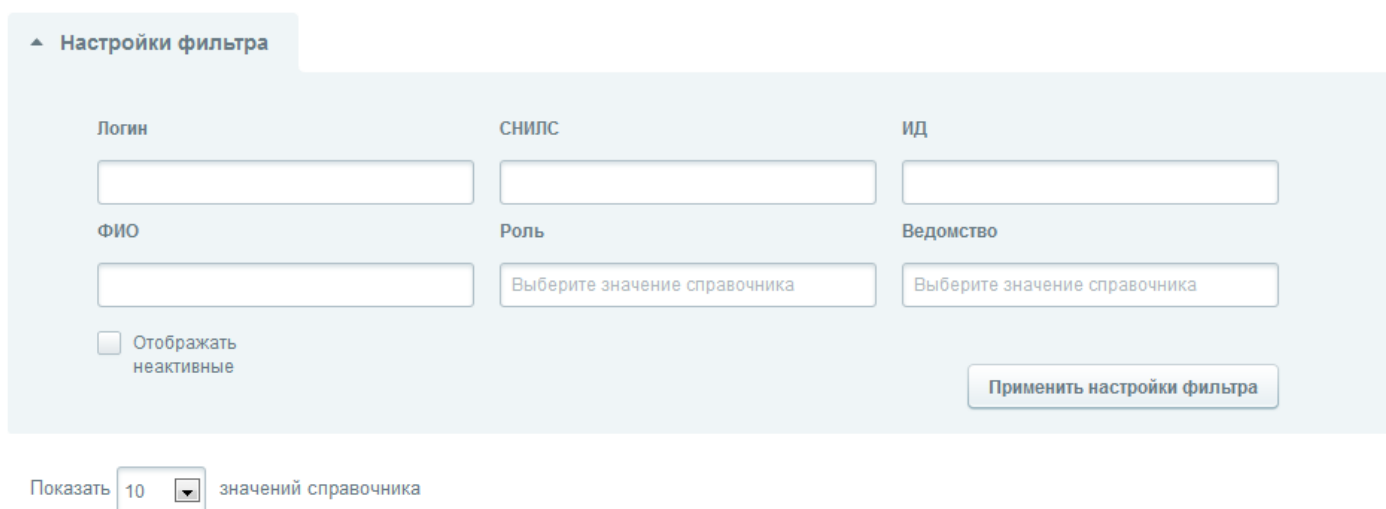 Настройки фильтра
Логин СНИЛС ИД
ФИО Роль Ведомство
Выберите значение справочника Выберите значение справочника
Отображать
неактивные
Применить настройки фильтра
Показать 10 значений справочника